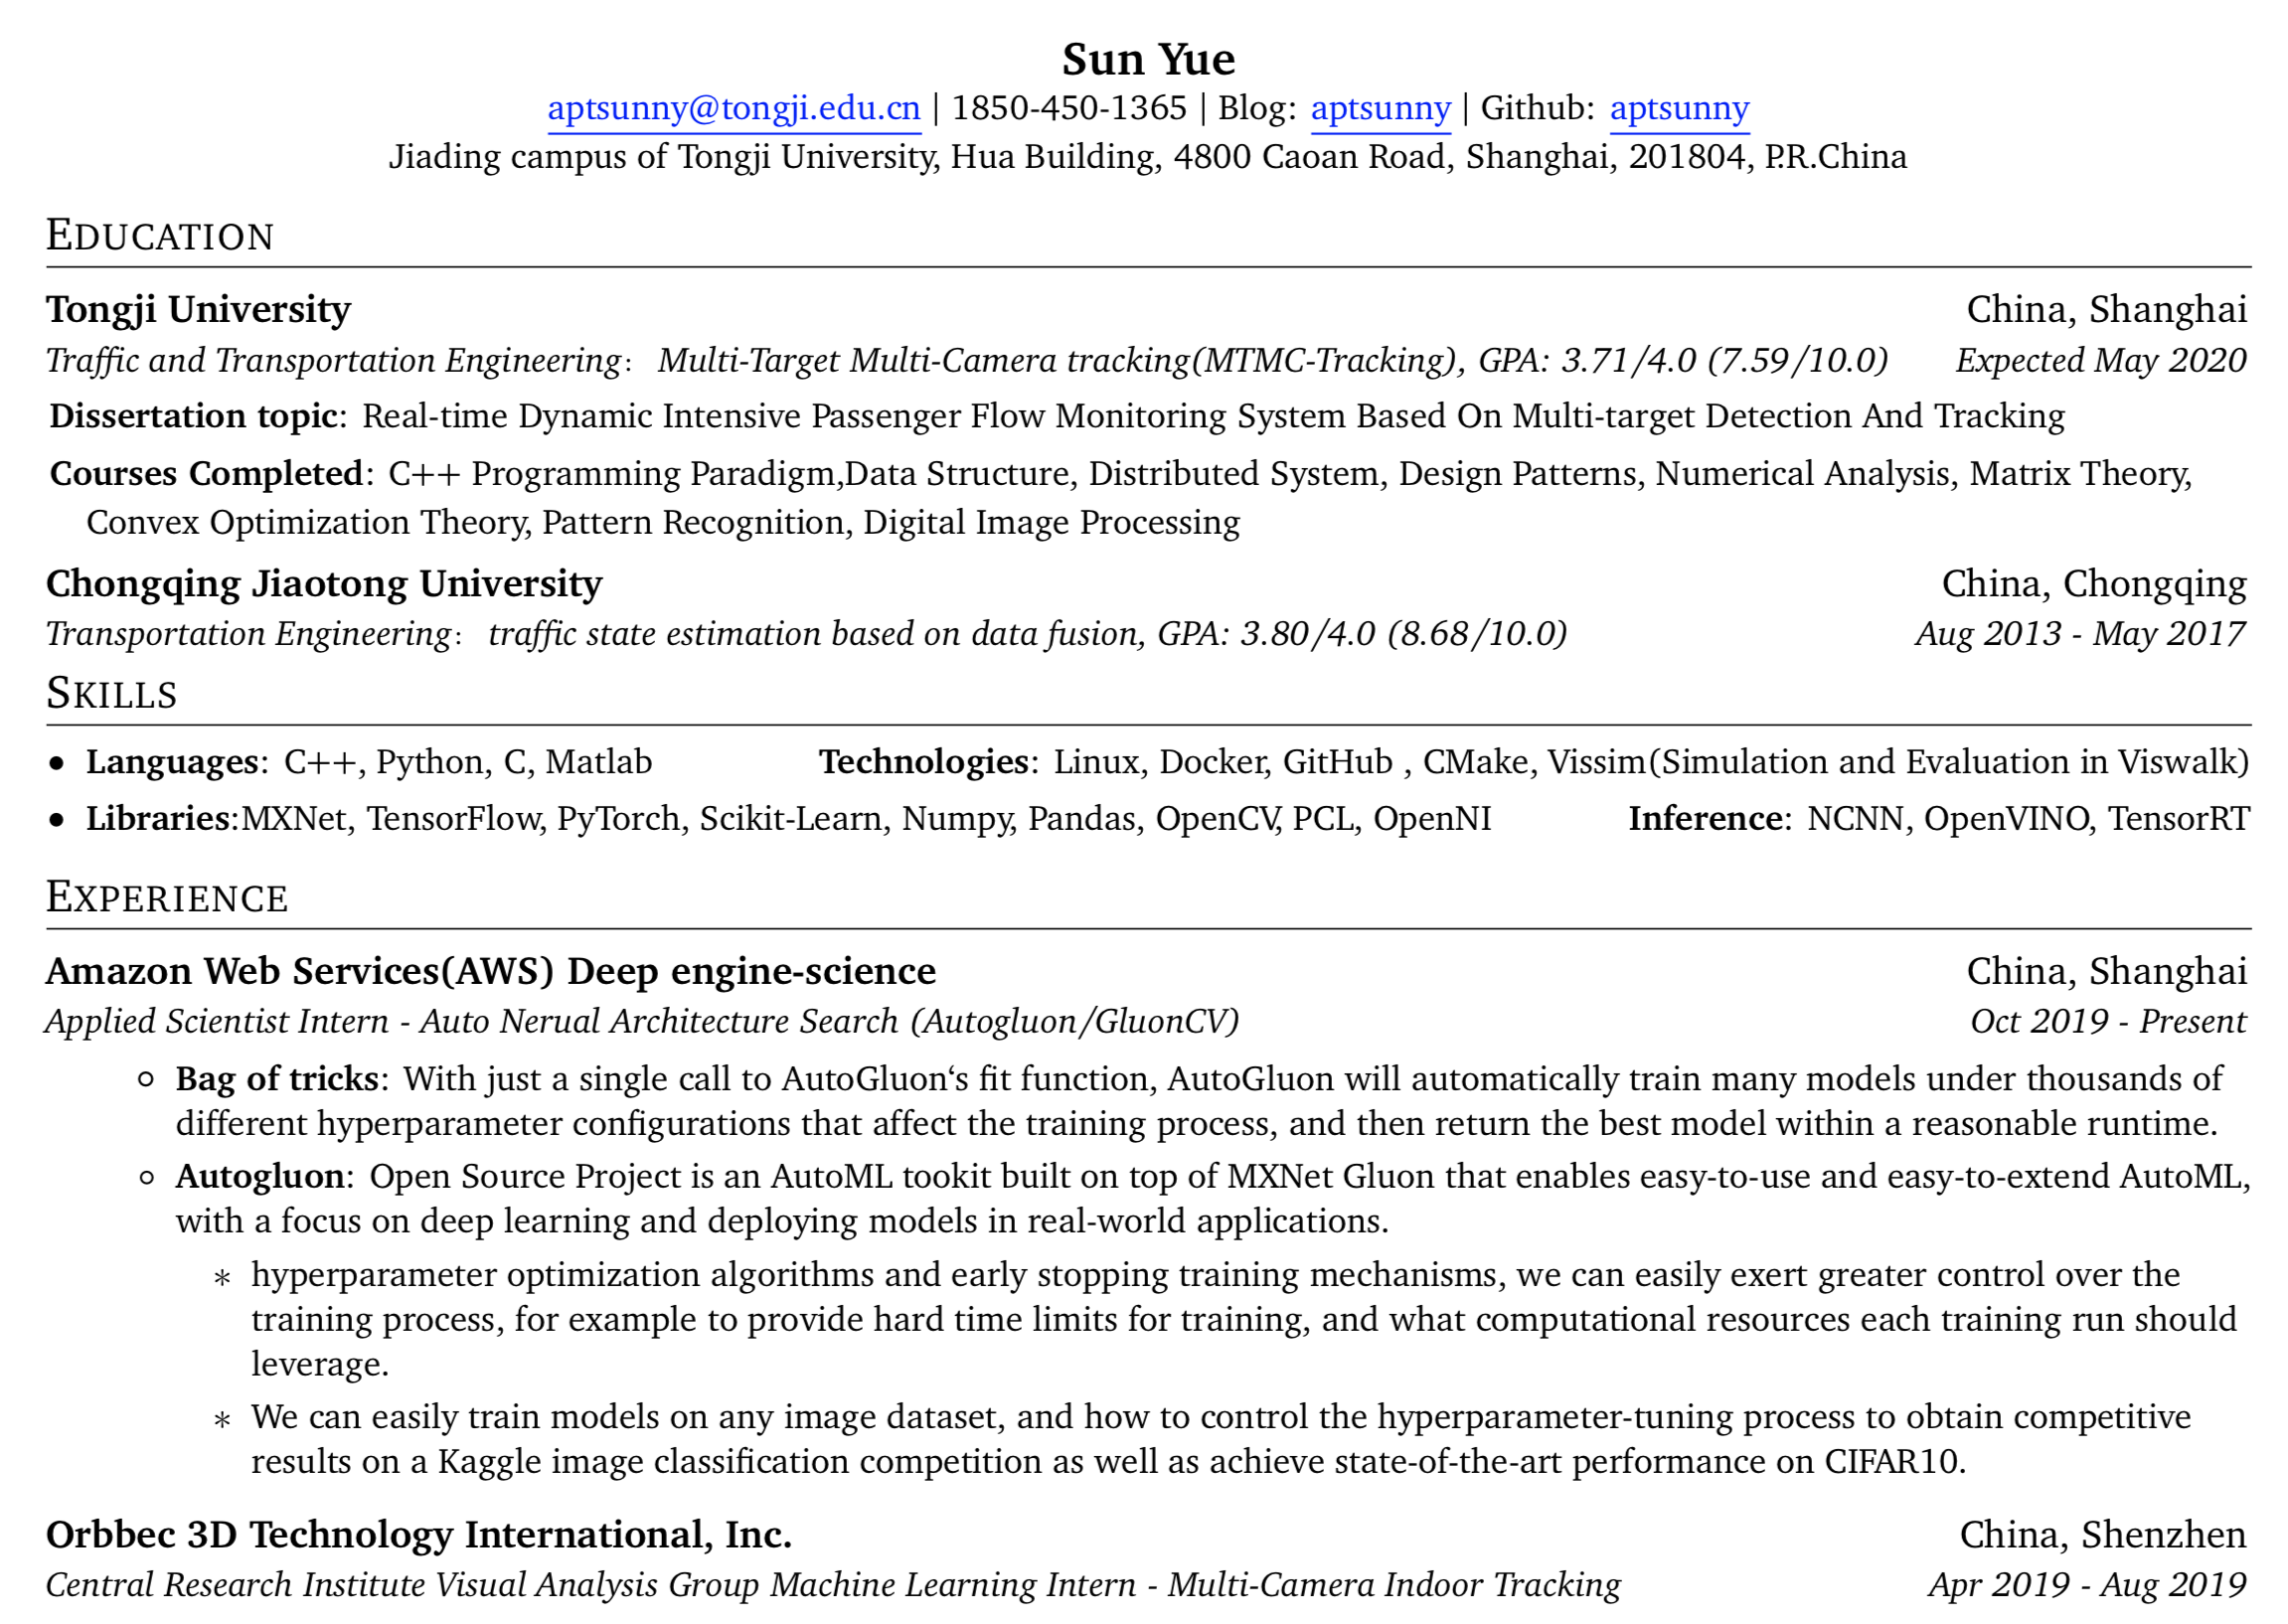 Sun Yue
aptsunny@tongji.edu.cn | 1850-450-1365 | Blog: aptsunny | Github: aptsunny
Jiading campus of Tongji University, Hua Building, 4800 Caoan Road, Shanghai, 201804, P.R.China
EDUCATION
Tongji University China, Shanghai
Traffic and Transportation Engineering： Multi-Target Multi-Camera tracking(MTMC-Tracking), GPA: 3.71/4.0 (7.59/10.0) Expected May 2020
Dissertation topic: Real-time Dynamic Intensive Passenger Flow Monitoring System Based On Multi-target Detection And Tracking
Courses Completed: C++ Programming Paradigm,Data Structure, Distributed System, Design Patterns, Numerical Analysis, Matrix Theory,
Convex Optimization Theory, Pattern Recognition, Digital Image Processing
Chongqing Jiaotong University China, Chongqing
Transportation Engineering： traffic state estimation based on data fusion, GPA: 3.80/4.0 (8.68/10.0) Aug 2013 - May 2017
SKILLS
• Languages: C++, Python, C, Matlab Technologies: Linux, Docker, GitHub , CMake, Vissim(Simulation and Evaluation in Viswalk)
• Libraries:MXNet, TensorFlow, PyTorch, Scikit-Learn, Numpy, Pandas, OpenCV, PCL, OpenNI Inference: NCNN, OpenVINO, TensorRT
EXPERIENCE
Amazon Web Services(AWS) Deep engine-science China, Shanghai
Applied Scientist Intern - Auto Nerual Architecture Search (Autogluon/GluonCV) Oct 2019 - Present
◦ Bag of tricks: With just a single call to AutoGluon‘s fit function, AutoGluon will automatically train many models under thousands of
different hyperparameter configurations that affect the training process, and then return the best model within a reasonable runtime.
◦ Autogluon: Open Source Project is an AutoML tookit built on top of MXNet Gluon that enables easy-to-use and easy-to-extend AutoML,
with a focus on deep learning and deploying models in real-world applications.
∗ hyperparameter optimization algorithms and early stopping training mechanisms, we can easily exert greater control over the
training process, for example to provide hard time limits for training, and what computational resources each training run should
leverage.
∗ We can easily train models on any image dataset, and how to control the hyperparameter-tuning process to obtain competitive
results on a Kaggle image classification competition as well as achieve state-of-the-art performance on CIFAR10.
Orbbec 3D Technology International, Inc. China, Shenzhen
Central Research Institute Visual Analysis Group Machine Learning Intern - Multi-Camera Indoor Tracking Apr 2019 - Aug 2019